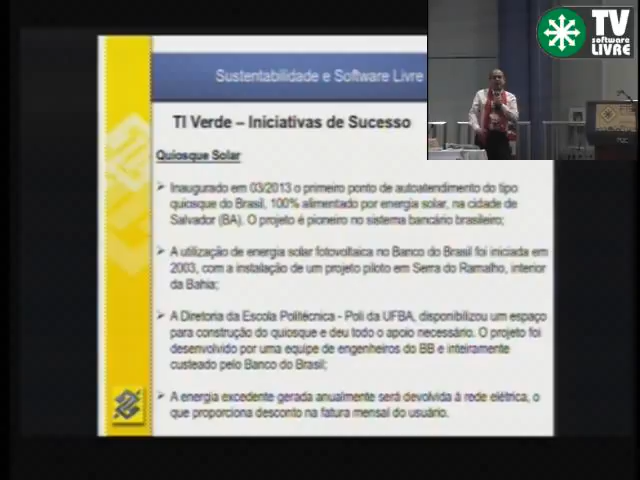 TV
software
LIVRE
Sustentabilidade e Software Livre
TI Verde – Iniciativas de Sucesso
Quiosque Solar
Inaugurado em 03/2013 o primeiro ponto de autoatendimento do tipo
quiosque do Brasil, 100% alimentado por energia solar, na cidade de
Salvador (BA). O projeto é pioneiro no sistema bancário brasileiro;
A utilização de energia solar fotovoltaica no Banco do Brasil foi iniciada em
2003, com a instalação de um projeto piloto em Serra do Ramalho, interior
da Bahia;
A Diretoria da Escola Politécnica - Poli da UFBA, disponibilizou um espaço
para construção do quiosque e deu todo o apoio necessário. O projeto foi
desenvolvido por uma equipe de engenheiros do BB e inteiramente
custeado pelo Banco do Brasil;
A energia excedente gerada anualmente será devolvida à rede elétrica, o
que proporciona desconto na fatura mensal do usuário.